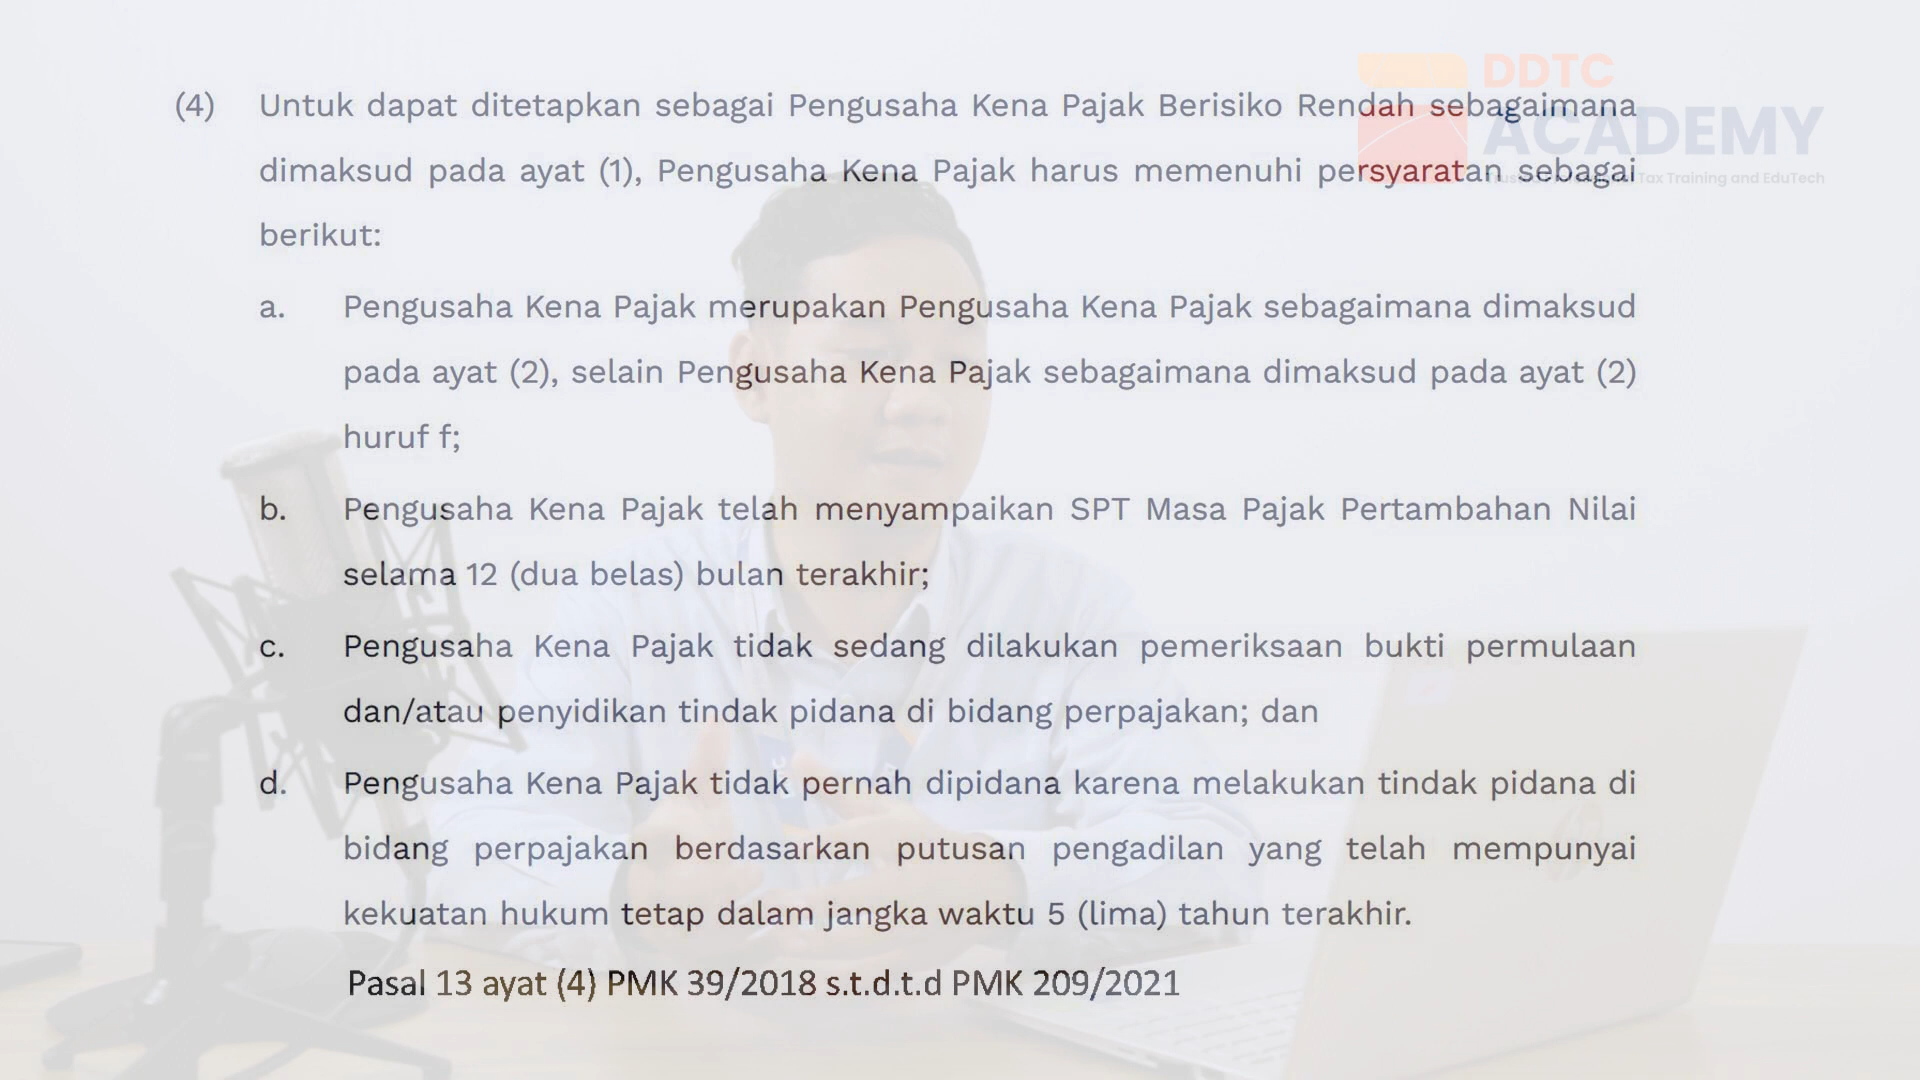 DDTC
ACADEMY
Tax Training and EduTech
(4) Untuk dapat ditetapkan sebagai Pengusaha Kena Pajak Berisiko Rendah sebagaimana
dimaksud pada ayat (1), Pengusaha Kena Pajak harus memenuhi persyaratan sebagai
berikut:
a. Pengusaha Kena Pajak merupakan Pengusaha Kena Pajak sebagaimana dimaksud
pada ayat (2), selain Pengusaha Kena Pajak sebagaimana dimaksud pada ayat (2)
huruf f;
b. Pengusaha Kena Pajak telah menyampaikan SPT Masa Pajak Pertambahan Nilai
selama 12 (dua belas) bulan terakhir;
c. Pengusaha Kena Pajak tidak sedang dilakukan pemeriksaan bukti permulaan
dan/atau penyidikan tindak pidana di bidang perpajakan; dan
d. Pengusaha Kena Pajak tidak pernah dipidana karena melakukan tindak pidana di
bidang perpajakan berdasarkan putusan pengadilan yang telah mempunyai
kekuatan hukum tetap dalam jangka waktu 5 (lima) tahun terakhir.
Pasal 13 ayat (4) PMK 39/2018 s.t.d.t.d PMK 209/2021